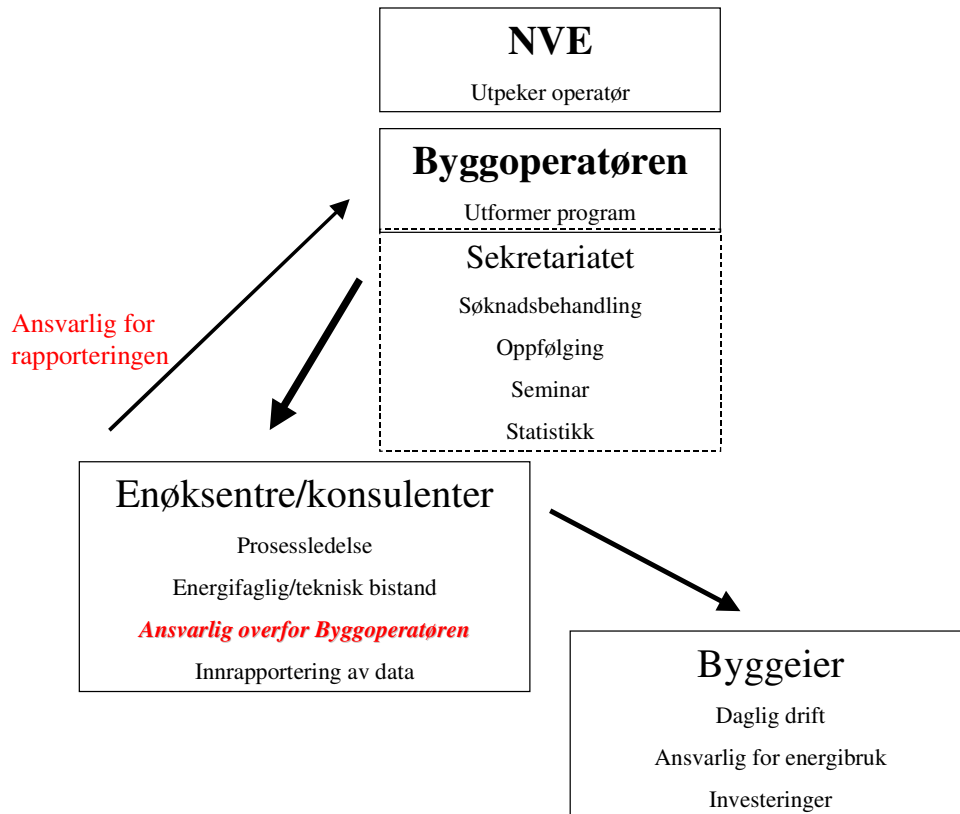 NVE
Utpeker operatør
Byggoperatøren
Utformer program
Sekretariatet
Søknadsbehandling
Oppfølging
Seminar
Statistikk
Ansvarlig for
rapporteringen
Enøksentre/konsulenter
Prosessledelse
Energifaglig/teknisk bistand
Ansvarlig overfor Byggoperatøren
Innrapportering av data
Byggeier
Daglig drift
Ansvarlig for energibruk
Investeringer